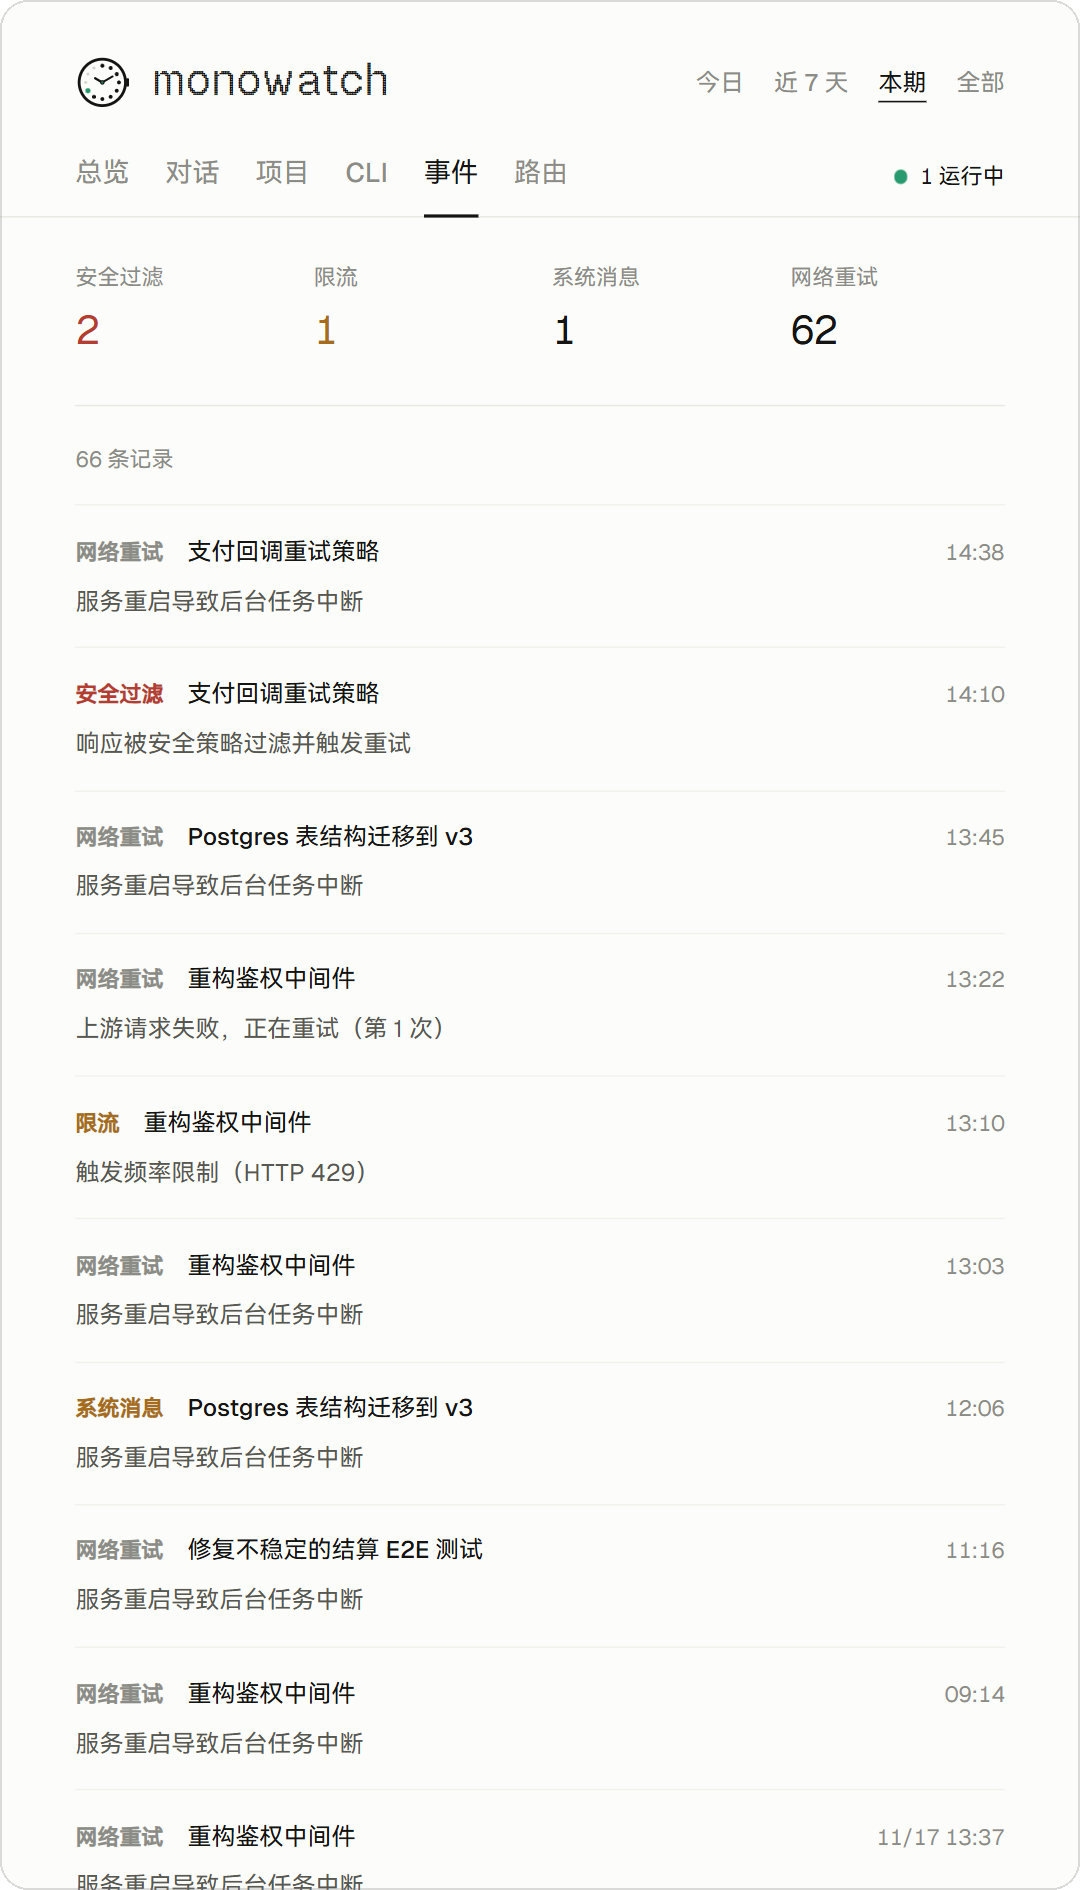 monowatch
今日 近 7 天 本期 全部
总览 对话 项目 CLI 事件 路由
1 运行中
安全过滤 限流 系统消息 网络重试
2 1 1 62
66 条记录
网络重试 支付回调重试策略 14:38
服务重启导致后台任务中断
安全过滤 支付回调重试策略 14:10
响应被安全策略过滤并触发重试
网络重试 Postgres 表结构迁移到 v3 13:45
服务重启导致后台任务中断
网络重试 重构鉴权中间件 13:22
上游请求失败，正在重试（第 1 次）
限流 重构鉴权中间件 13:10
触发频率限制（HTTP 429）
网络重试 重构鉴权中间件 13:03
服务重启导致后台任务中断
系统消息 Postgres 表结构迁移到 v3 12:06
服务重启导致后台任务中断
网络重试 修复不稳定的结算 E2E 测试 11:16
服务重启导致后台任务中断
网络重试 重构鉴权中间件 09:14
服务重启导致后台任务中断
网络重试 重构鉴权中间件 11/17 13:37
服务重启导致后台任务中断